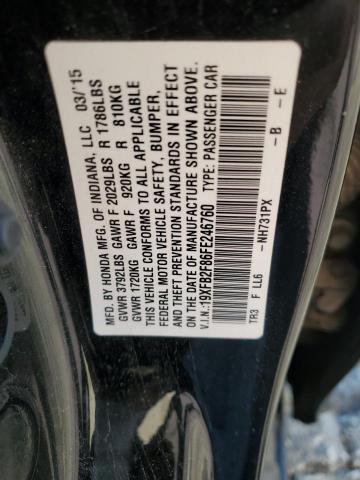 MFD. BY HONDA MFG. OF INDIANA, LLC 03/'15
GVWR 3792LBS GAWR F 2029LBS R 1786LBS
GVWR 1720KG GAWR F 920KG R 810KG
THIS VEHICLE CONFORMS TO ALL APPLICABLE
FEDERAL MOTOR VEHICLE SAFETY, BUMPER,
AND THEFT PREVENTION STANDARDS IN EFFECT
ON THE DATE OF MANUFACTURE SHOWN ABOVE.
V.I.N.: 19XFB2F86FE246760 TYPE: PASSENGER CAR
NH731PX -B -E
TR3 F LL6